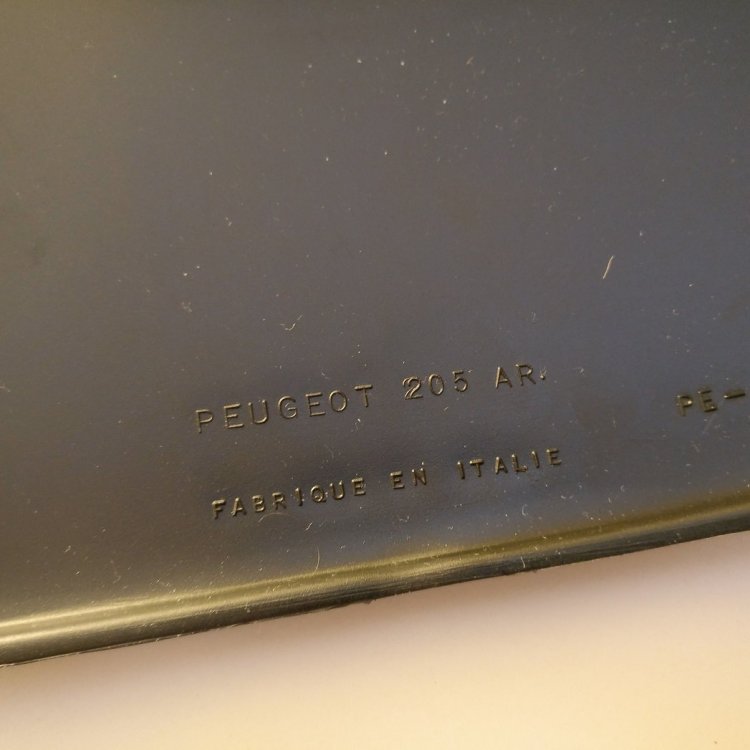 PEUGEOT 205 AR.
PE-
FABRIQUE EN ITALIE